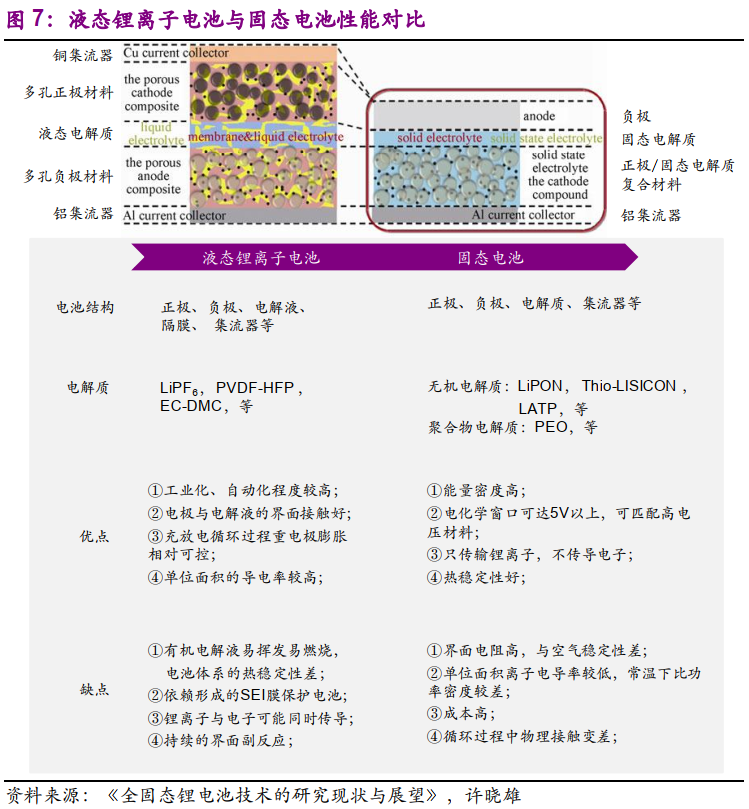 图 7：液态锂离子电池与固态电池性能对比
铜集流器
Cu current collector
多孔正极材料
the porous
cathode
composite
anode
负极
液态电解质
liquid
electrolyte
membrane&liquid electrolyte
solid electrolyte
solid state electrolyte
固态电解质
多孔负极材料
the porous
anode
composite
solid state
electrolyte
the cathode
compound
正极/固态电解质
复合材料
铝集流器
Al current collector
Al current collector
铝集流器
液态锂离子电池
固态电池
电池结构
正极、负极、电解液、
隔膜、 集流器等
正极、负极、电解质、集流器等
电解质
LiPF6，PVDF-HFP，
EC-DMC，等
无机电解质：LiPON，Thio-LISICON，
LATP，等
聚合物电解质：PEO，等
优点
①工业化、自动化程度较高；
②电极与电解液的界面接触好；
③充放电循环过程重电极膨胀
相对可控；
④单位面积的导电率较高；
①能量密度高；
②电化学窗口可达5V以上，可匹配高电
压材料；
③只传输锂离子，不传导电子；
④热稳定性好；
缺点
①有机电解液易挥发易燃烧，
电池体系的热稳定性差；
②依赖形成的SEI膜保护电池；
③锂离子与电子可能同时传导；
④持续的界面副反应；
①界面电阻高，与空气稳定性差；
②单位面积离子电导率较低，常温下比功
率密度较差；
③成本高；
④循环过程中物理接触变差；
资料来源：《全固态锂电池技术的研究现状与展望》，许晓雄